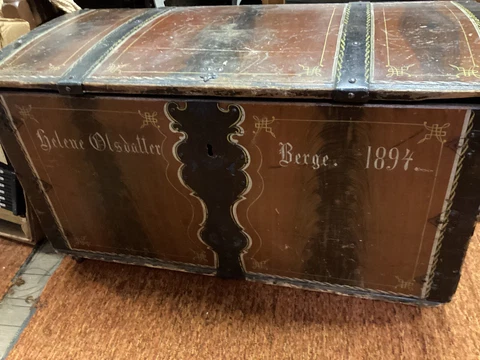 Helene Olsdatter Berge. 1894.